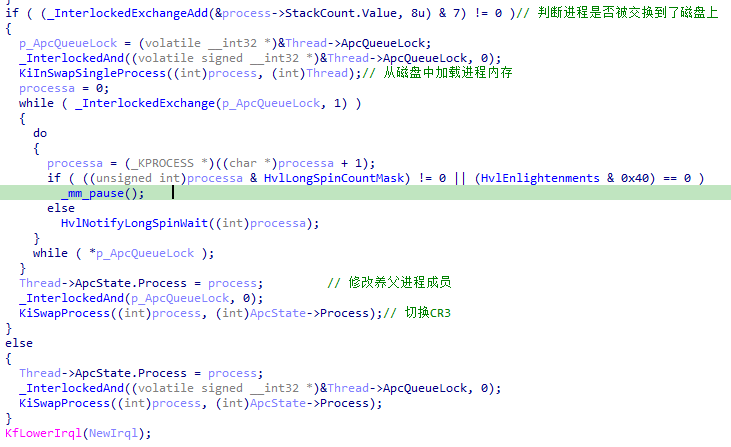 if ( (_InterlockedExchangeAdd(&process->StackCount.Value, 8u) & 7) != 0 )// 判断进程是否被交换到了磁盘上
{
p_ApcQueueLock = (volatile __int32 *)&Thread->ApcQueueLock;
_InterlockedAnd((volatile signed __int32 *)&Thread->ApcQueueLock, 0);
KiInSwapSingleProcess((int)process, (int)Thread);// 从磁盘中加载进程内存
processa = 0;
while ( _InterlockedExchange(p_ApcQueueLock, 1) )
{
do
{
processa = (_KPROCESS *)((char *)processa + 1);
if ( ((unsigned int)processa & HvlLongSpinCountMask) != 0 || (HvlEnlightenments & 0x40) == 0 )
_mm_pause();
else
HvlNotifyLongSpinWait((int)processa);
}
while ( *p_ApcQueueLock );
}
Thread->ApcState.Process = process; // 修改养父进程成员
_InterlockedAnd(p_ApcQueueLock, 0);
KiSwapProcess((int)process, (int)ApcState->Process);// 切换CR3
}
else
{
Thread->ApcState.Process = process;
_InterlockedAnd((volatile signed __int32 *)&Thread->ApcQueueLock, 0);
KiSwapProcess((int)process, (int)ApcState->Process);
}
KfLowerIrql(NewIrql);